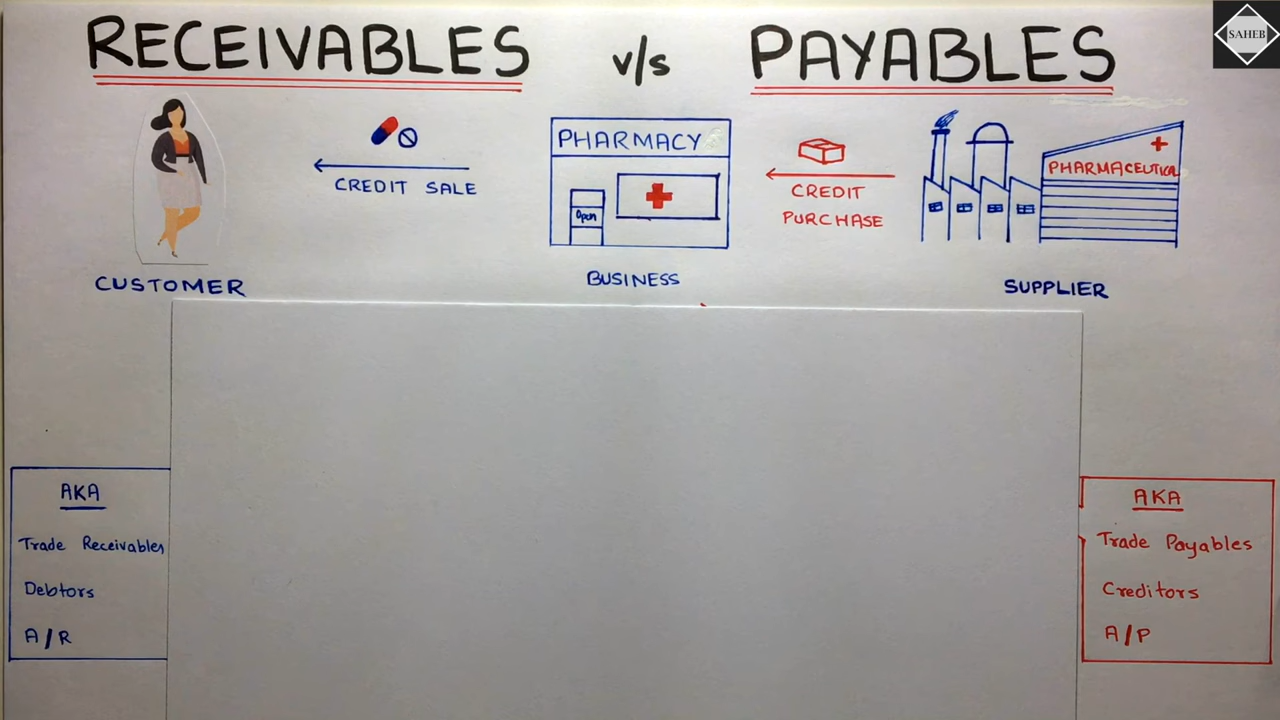 RECEIVABLES v/s PAYABLES
SAHEB
CREDIT SALE
PHARMACY
Open
CREDIT
PURCHASE
PHARMACEUTICAL
CUSTOMER
BUSINESS
SUPPLIER
AKA
Trade Receivables
Debtors
A/R
AKA
Trade Payables
Creditors
A/P